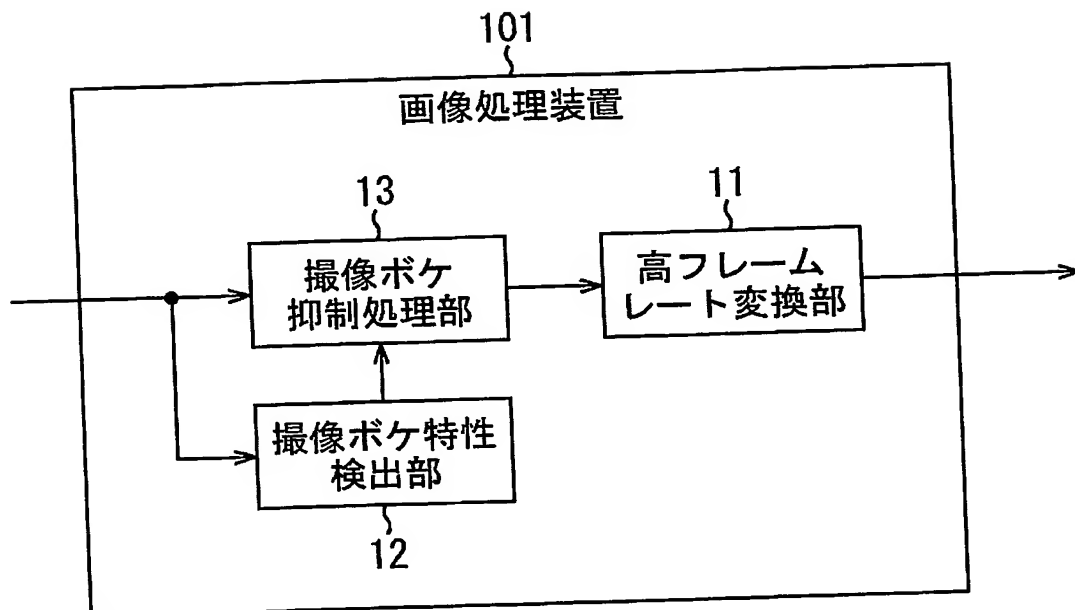 101
画像処理装置
13
11
撮像ボケ
抑制処理部
高フレーム
レート変換部
撮像ボケ特性
検出部
12